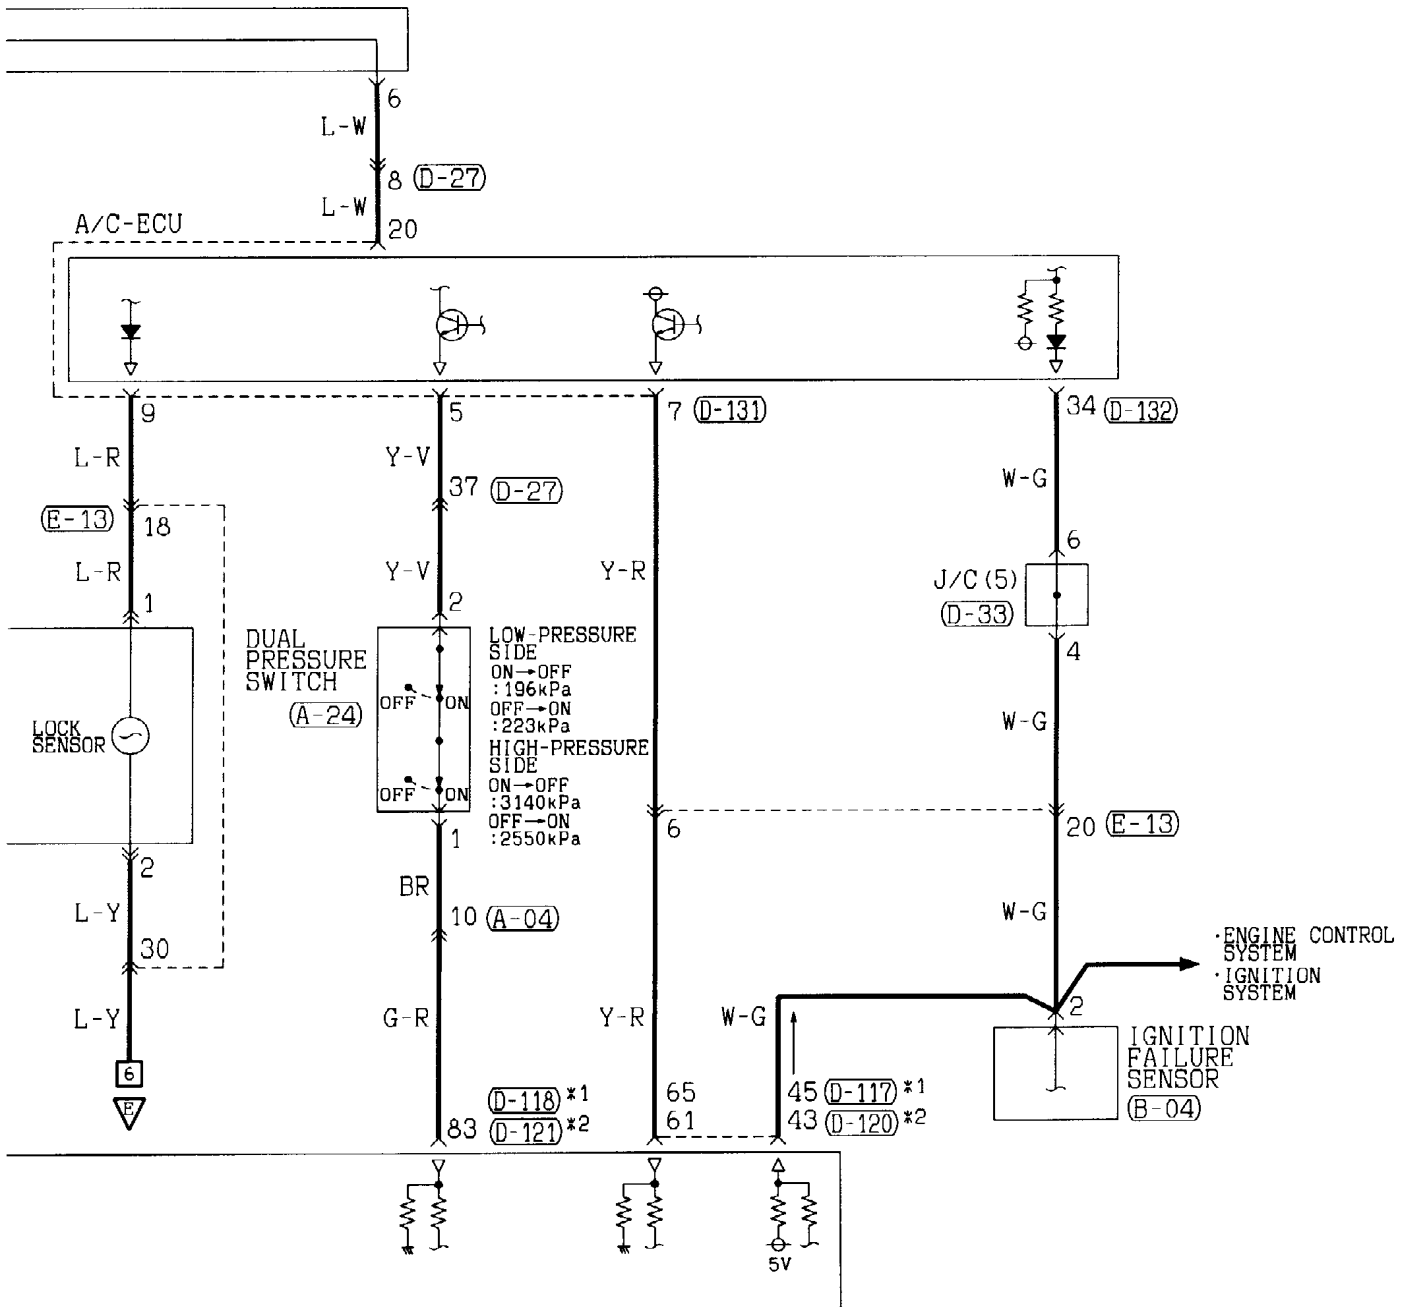 6
L-W
8 (D-27)
L-W
20
A/C-ECU
9
5
7 (D-131)
34 (D-132)
L-R
Y-V
W-G
37 (D-27)
(E-13)
18
6
L-R
Y-V
Y-R
J/C(5)
(D-33)
1
2
4
DUAL
PRESSURE
SWITCH
(A-24)
LOW-PRESSURE
SIDE
ON→OFF
:196kPa
OFF→ON
:223kPa
HIGH-PRESSURE
SIDE
ON→OFF
:3140kPa
OFF→ON
:2550kPa
OFF ON
OFF ON
LOCK
SENSOR
W-G
6
20 (E-13)
2
1
BR
L-Y
10 (A-04)
W-G
30
·ENGINE CONTROL
SYSTEM
·IGNITION
SYSTEM
L-Y
G-R
Y-R
W-G
2
IGNITION
FAILURE
SENSOR
(B-04)
6
E
(D-118)*1
83 (D-121)*2
65
61
45 (D-117)*1
43 (D-120)*2
5V